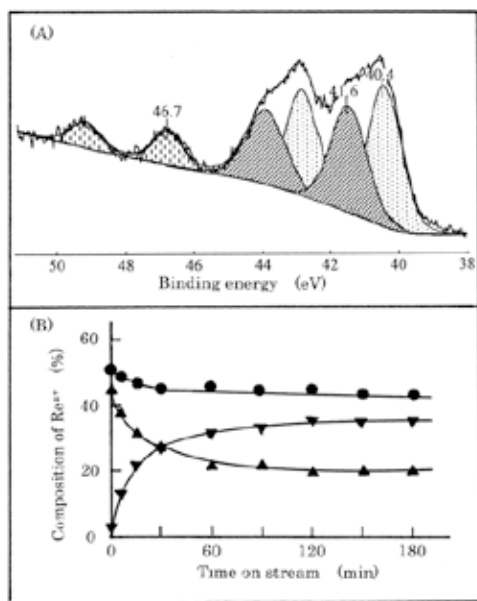 (A)
46.7
41.6
40.4
50 48 46 44 42 40 38
Binding energy (eV)
(B)
60
40
20
0
Composition of Reⁿ⁺ (%)
0 60 120 180
Time on stream (min)